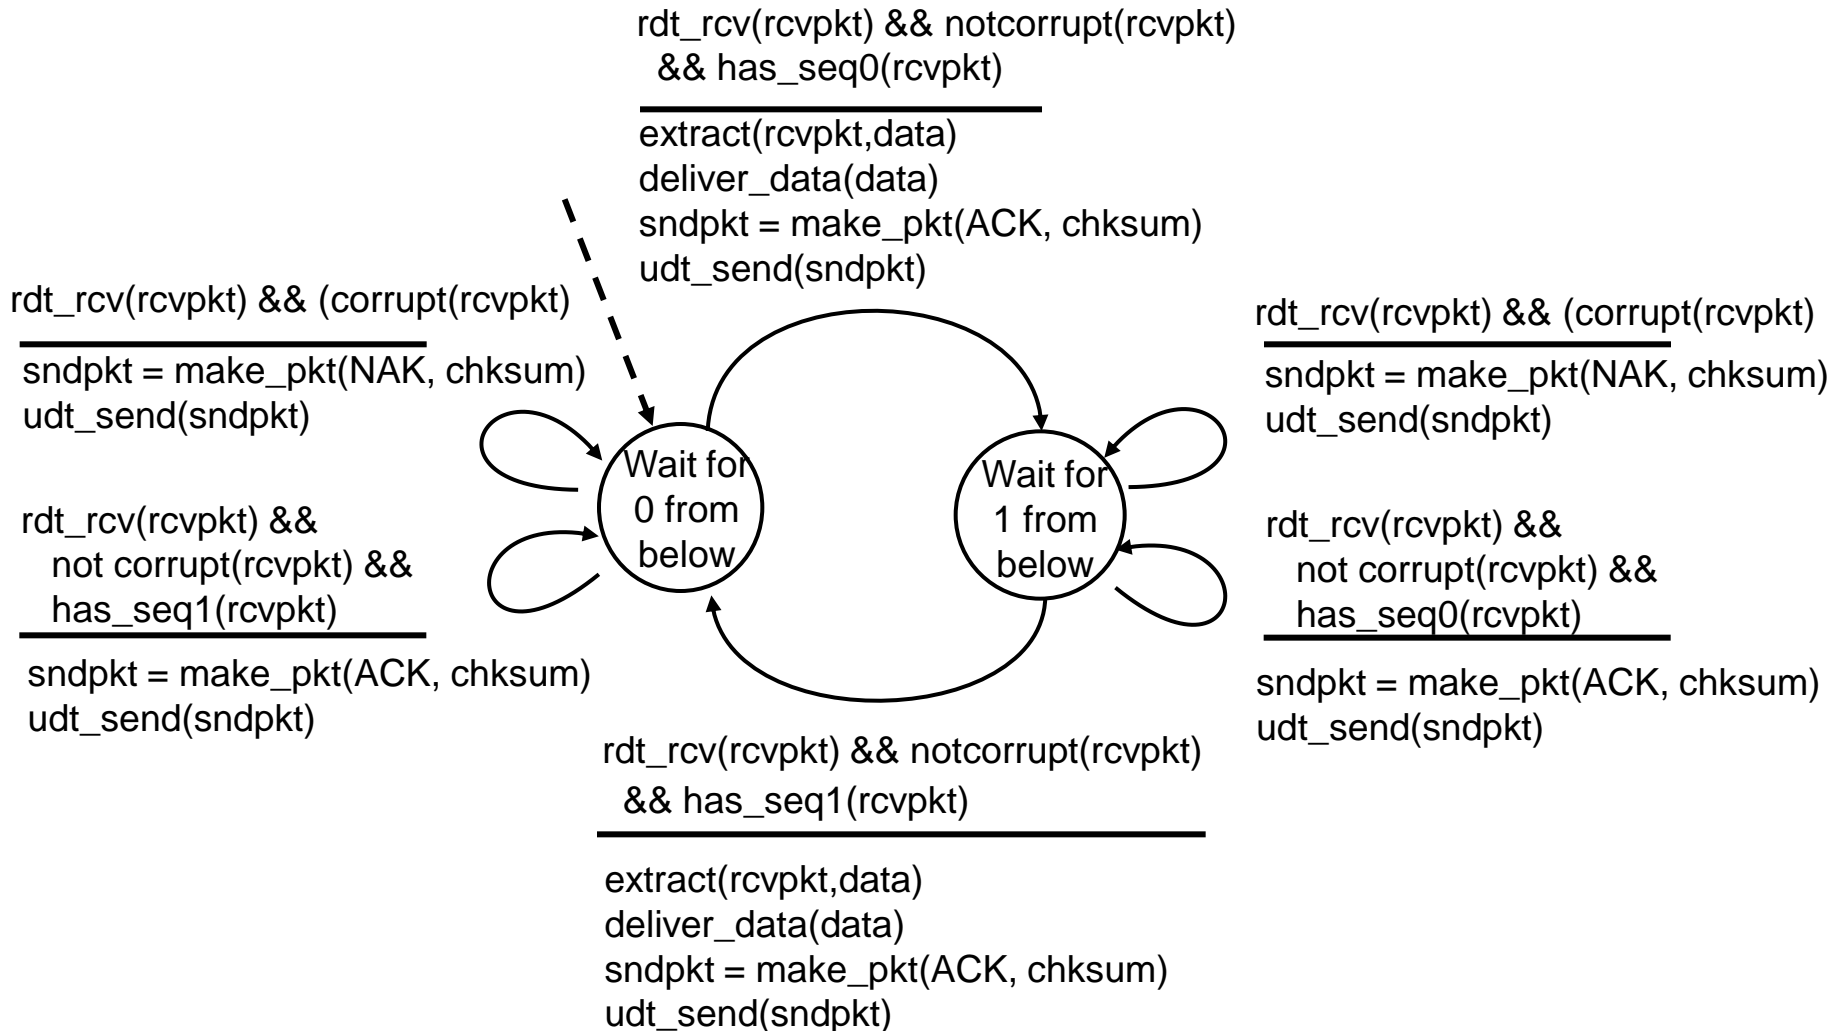 rdt_rcv(rcvpkt) && notcorrupt(rcvpkt)
&& has_seq0(rcvpkt)
extract(rcvpkt,data)
deliver_data(data)
sndpkt = make_pkt(ACK, chksum)
udt_send(sndpkt)
rdt_rcv(rcvpkt) && (corrupt(rcvpkt)
sndpkt = make_pkt(NAK, chksum)
udt_send(sndpkt)
rdt_rcv(rcvpkt) &&
not corrupt(rcvpkt) &&
has_seq1(rcvpkt)
sndpkt = make_pkt(ACK, chksum)
udt_send(sndpkt)
Wait for
0 from
below
Wait for
1 from
below
rdt_rcv(rcvpkt) && (corrupt(rcvpkt)
sndpkt = make_pkt(NAK, chksum)
udt_send(sndpkt)
rdt_rcv(rcvpkt) &&
not corrupt(rcvpkt) &&
has_seq0(rcvpkt)
sndpkt = make_pkt(ACK, chksum)
udt_send(sndpkt)
rdt_rcv(rcvpkt) && notcorrupt(rcvpkt)
&& has_seq1(rcvpkt)
extract(rcvpkt,data)
deliver_data(data)
sndpkt = make_pkt(ACK, chksum)
udt_send(sndpkt)